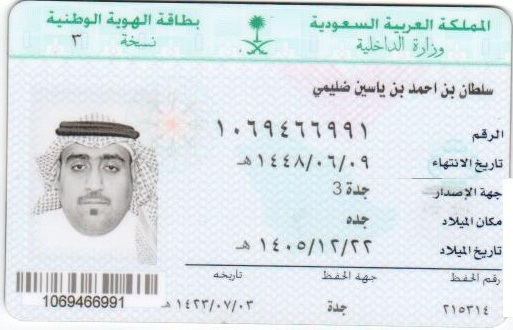 المملكة العربية السعودية
وزارة الداخلية
بطاقة الهوية الوطنية
نسخة ٣
سلطان بن احمد بن ياسين ضليمي
الرقم ١٠٦٩٤٦٦٩٩١
تاريخ الانتهاء ١٤٤٨/٠٦/٠٩ هـ
جهة الإصدار جدة 3
مكان الميلاد جده
تاريخ الميلاد ١٤٠٥/١٢/٢٢ هـ
رقم الحفظ جهة الحفظ تاريخه
٢١٥٣١٤ جدة ١٤٢٣/٠٧/٠٣ هـ
1069466991